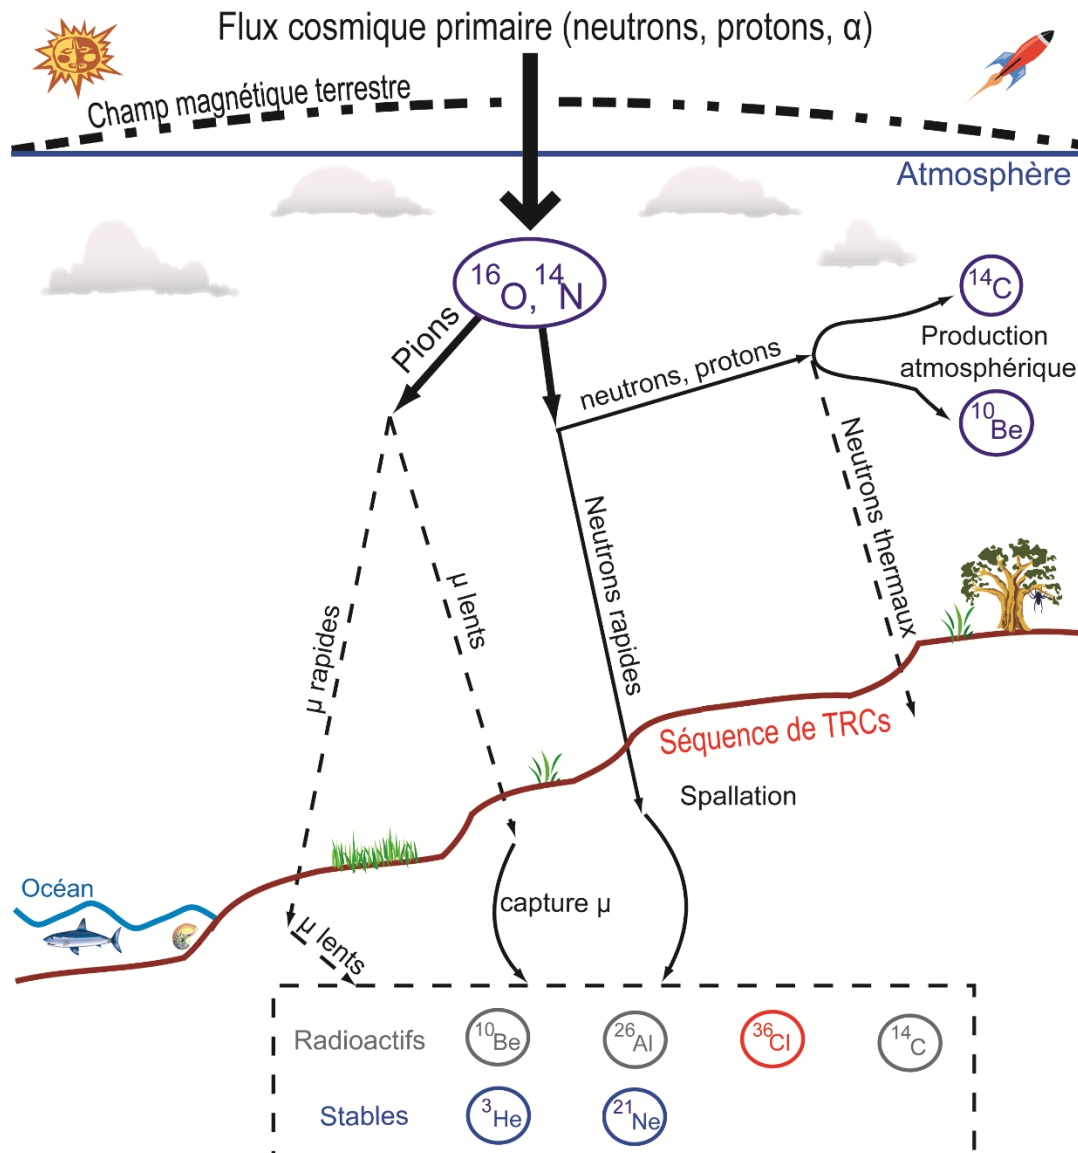 Flux cosmique primaire (neutrons, protons, α)
Champ magnétique terrestre
Atmosphère
16O, 14N
14C
Pions
Production
atmosphérique
neutrons, protons
10Be
Neutrons thermaux
Neutrons rapides
μ lents
μ rapides
Séquence de TRCs
Spallation
Océan
capture μ
μ lents
Radioactifs 10Be 26Al 36Cl 14C
Stables 3He 21Ne